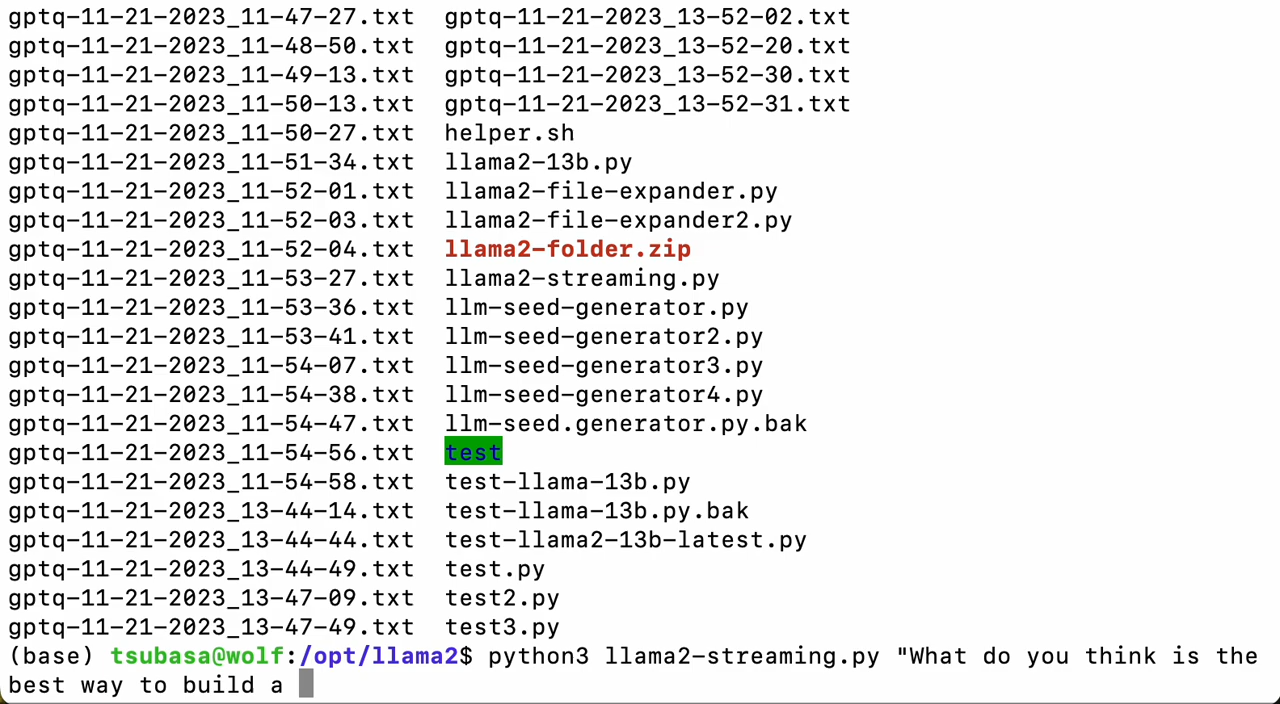 gptq-11-21-2023_11-47-27.txt  gptq-11-21-2023_13-52-02.txt
gptq-11-21-2023_11-48-50.txt  gptq-11-21-2023_13-52-20.txt
gptq-11-21-2023_11-49-13.txt  gptq-11-21-2023_13-52-30.txt
gptq-11-21-2023_11-50-13.txt  gptq-11-21-2023_13-52-31.txt
gptq-11-21-2023_11-50-27.txt  helper.sh
gptq-11-21-2023_11-51-34.txt  llama2-13b.py
gptq-11-21-2023_11-52-01.txt  llama2-file-expander.py
gptq-11-21-2023_11-52-03.txt  llama2-file-expander2.py
gptq-11-21-2023_11-52-04.txt  llama2-folder.zip
gptq-11-21-2023_11-53-27.txt  llama2-streaming.py
gptq-11-21-2023_11-53-36.txt  llm-seed-generator.py
gptq-11-21-2023_11-53-41.txt  llm-seed-generator2.py
gptq-11-21-2023_11-54-07.txt  llm-seed-generator3.py
gptq-11-21-2023_11-54-38.txt  llm-seed-generator4.py
gptq-11-21-2023_11-54-47.txt  llm-seed.generator.py.bak
gptq-11-21-2023_11-54-56.txt  test
gptq-11-21-2023_11-54-58.txt  test-llama-13b.py
gptq-11-21-2023_13-44-14.txt  test-llama-13b.py.bak
gptq-11-21-2023_13-44-44.txt  test-llama2-13b-latest.py
gptq-11-21-2023_13-44-49.txt  test.py
gptq-11-21-2023_13-47-09.txt  test2.py
gptq-11-21-2023_13-47-49.txt  test3.py
(base) tsubasa@wolf:/opt/llama2$ python3 llama2-streaming.py "What do you think is the
best way to build a